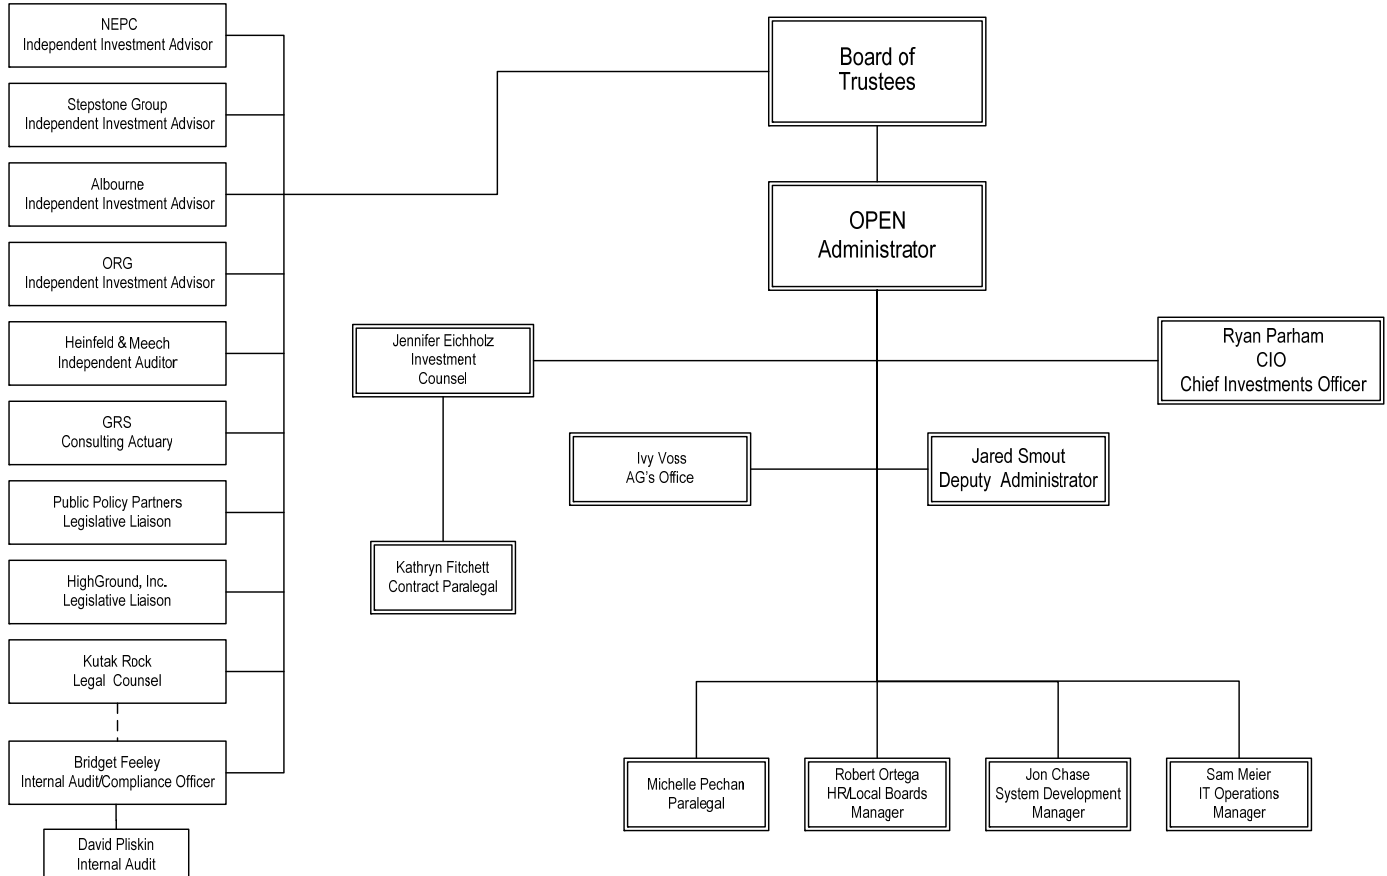 NEPC
Independent Investment Advisor
Stepstone Group
Independent Investment Advisor
Albourne
Independent Investment Advisor
ORG
Independent Investment Advisor
Heinfeld & Meech
Independent Auditor
GRS
Consulting Actuary
Public Policy Partners
Legislative Liaison
HighGround, Inc.
Legislative Liaison
Kutak Rock
Legal Counsel
Bridget Feeley
Internal Audit/Compliance Officer
David Pliskin
Internal Audit
Board of
Trustees
OPEN
Administrator
Jennifer Eichholz
Investment
Counsel
Ryan Parham
CIO
Chief Investments Officer
Ivy Voss
AG's Office
Jared Smout
Deputy Administrator
Kathryn Fitchett
Contract Paralegal
Michelle Pechan
Paralegal
Robert Ortega
HR/Local Boards
Manager
Jon Chase
System Development
Manager
Sam Meier
IT Operations
Manager